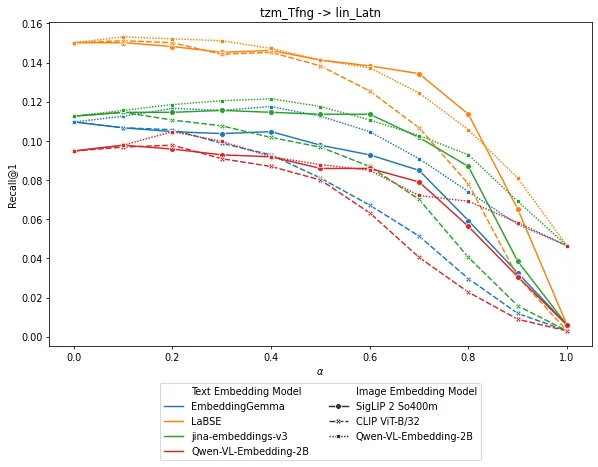 tzm_Tfng -> lin_Latn
Recall@1
0.16
0.14
0.12
0.10
0.08
0.06
0.04
0.02
0.00
0.0 0.2 0.4 0.6 0.8 1.0
α
Text Embedding Model
EmbeddingGemma
LaBSE
jina-embeddings-v3
Qwen-VL-Embedding-2B
Image Embedding Model
SigLIP 2 So400m
CLIP ViT-B/32
Qwen-VL-Embedding-2B